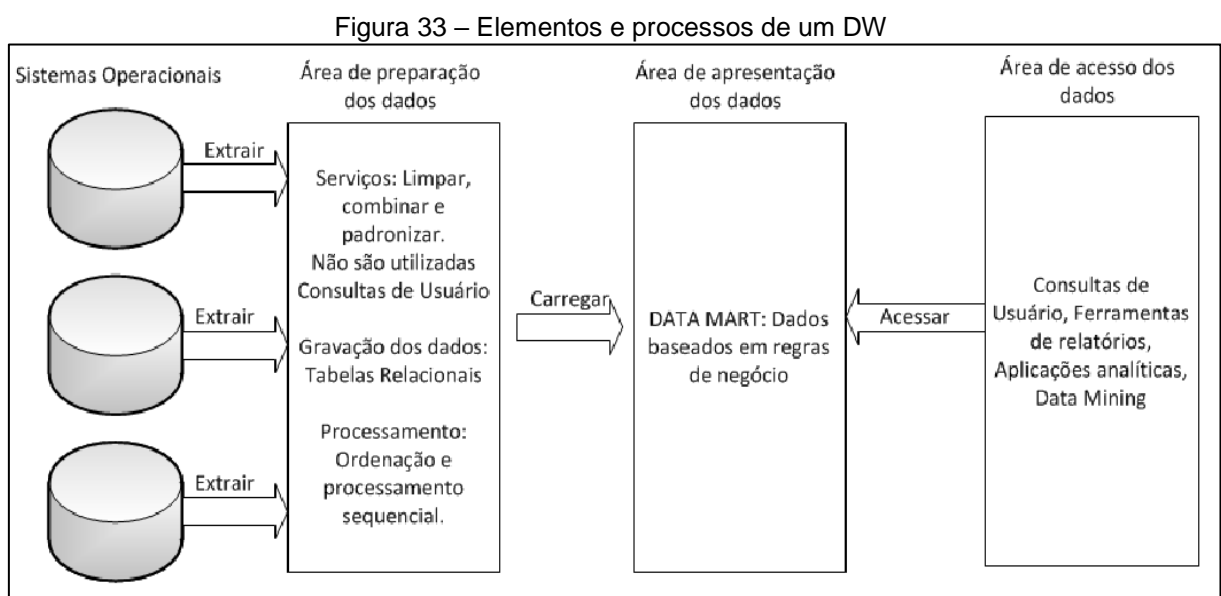 Figura 33 – Elementos e processos de um DW
Sistemas Operacionais
Extrair
Extrair
Extrair
Área de preparação
dos dados
Serviços: Limpar,
combinar e
padronizar.
Não são utilizadas
Consultas de Usuário
Gravação dos dados:
Tabelas Relacionais
Processamento:
Ordenação e
processamento
sequencial.
Carregar
Área de apresentação
dos dados
DATA MART: Dados
baseados em regras
de negócio
Acessar
Área de acesso dos
dados
Consultas de
Usuário, Ferramentas
de relatórios,
Aplicações analíticas,
Data Mining